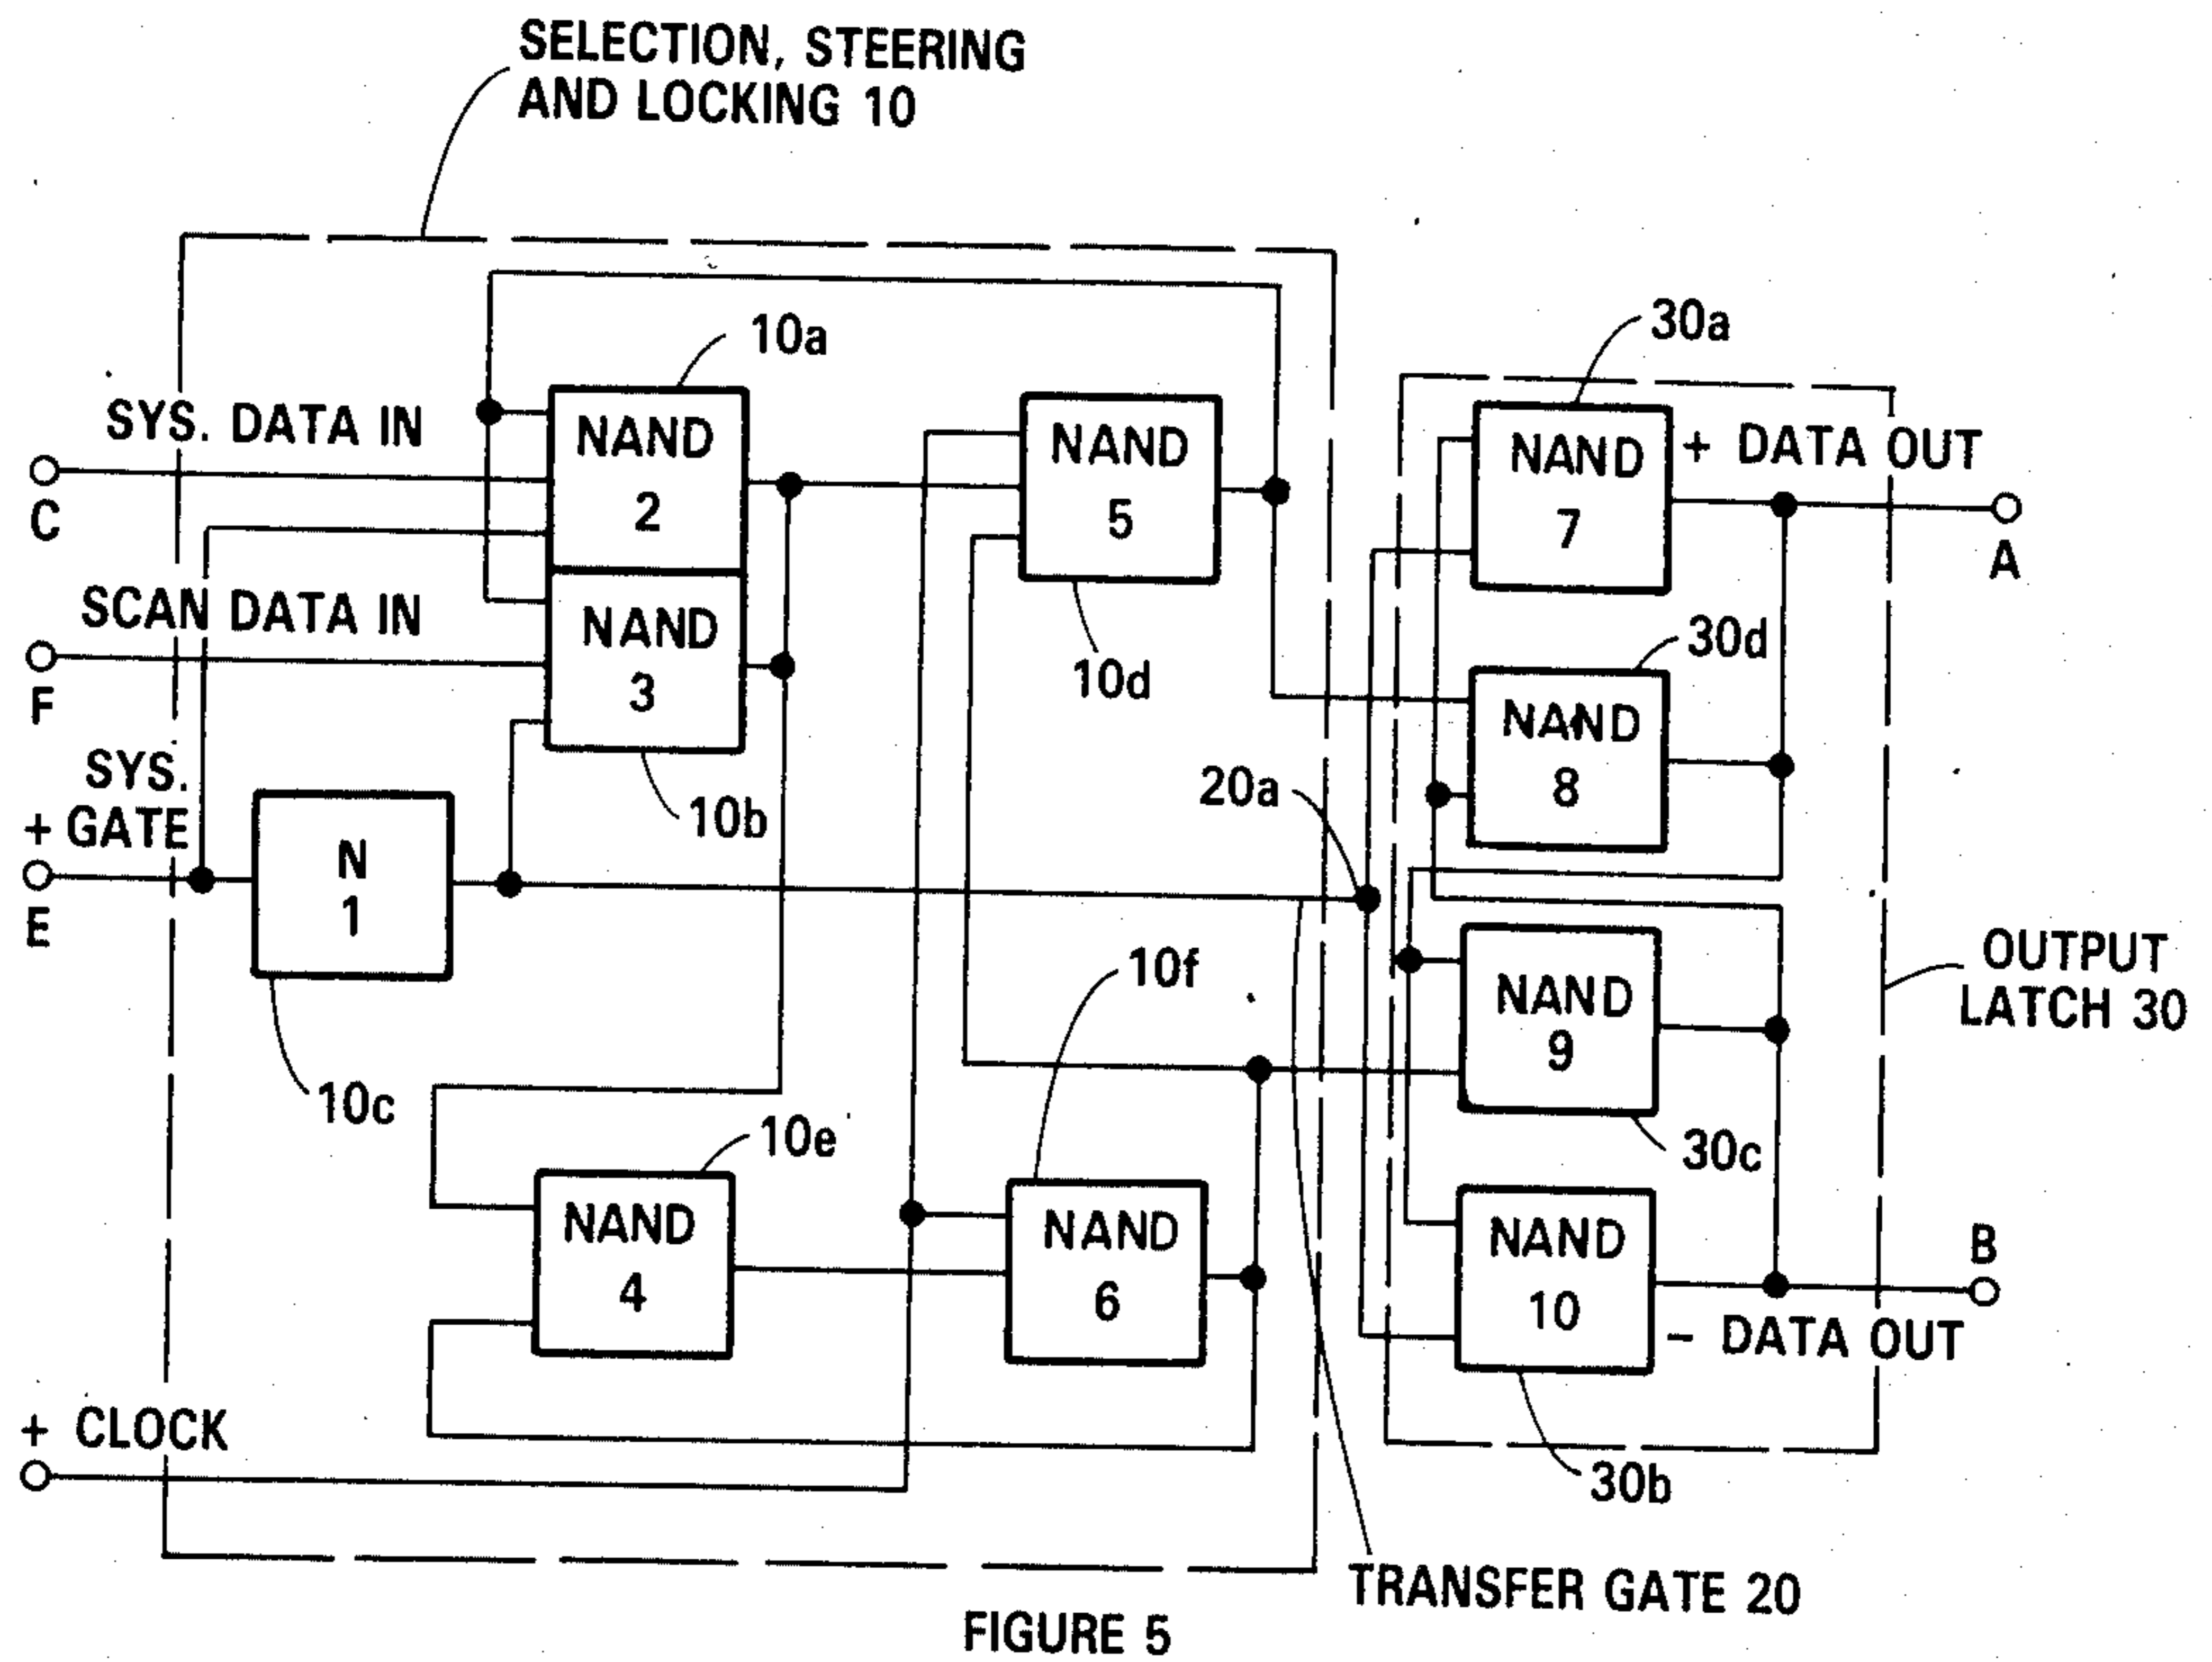 SELECTION, STEERING
AND LOCKING 10
10a
30a
SYS. DATA IN
NAND
2
NAND
5
NAND
7
+ DATA OUT
C
A
SCAN DATA IN
NAND
3
10d
30d
F
NAND
8
SYS.
+ GATE
10b
20a
E
N
1
10f
OUTPUT
LATCH 30
NAND
9
10c
10e
30c
NAND
4
NAND
6
NAND
10
B
- DATA OUT
+ CLOCK
30b
TRANSFER GATE 20
FIGURE 5